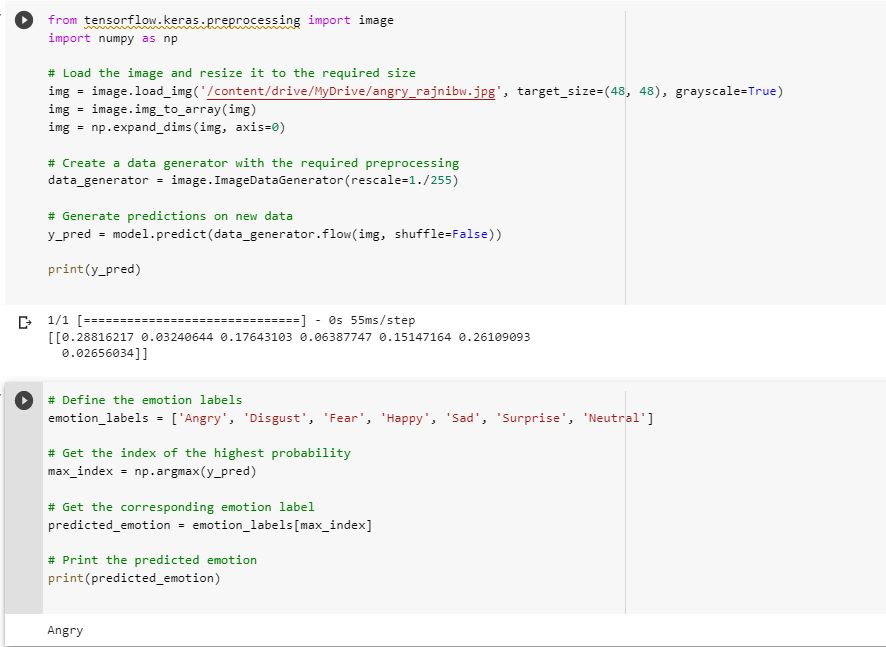 from tensorflow.keras.preprocessing import image
import numpy as np
# Load the image and resize it to the required size
img = image.load_img('/content/drive/MyDrive/angry_rajnibw.jpg', target_size=(48, 48), grayscale=True)
img = image.img_to_array(img)
img = np.expand_dims(img, axis=0)
# Create a data generator with the required preprocessing
data_generator = image.ImageDataGenerator(rescale=1./255)
# Generate predictions on new data
y_pred = model.predict(data_generator.flow(img, shuffle=False))
print(y_pred)
1/1 [==============================] - 0s 55ms/step
[[0.28816217 0.03240644 0.17643103 0.06387747 0.15147164 0.26109093
0.02656034]]
# Define the emotion labels
emotion_labels = ['Angry', 'Disgust', 'Fear', 'Happy', 'Sad', 'Surprise', 'Neutral']
# Get the index of the highest probability
max_index = np.argmax(y_pred)
# Get the corresponding emotion label
predicted_emotion = emotion_labels[max_index]
# Print the predicted emotion
print(predicted_emotion)
Angry